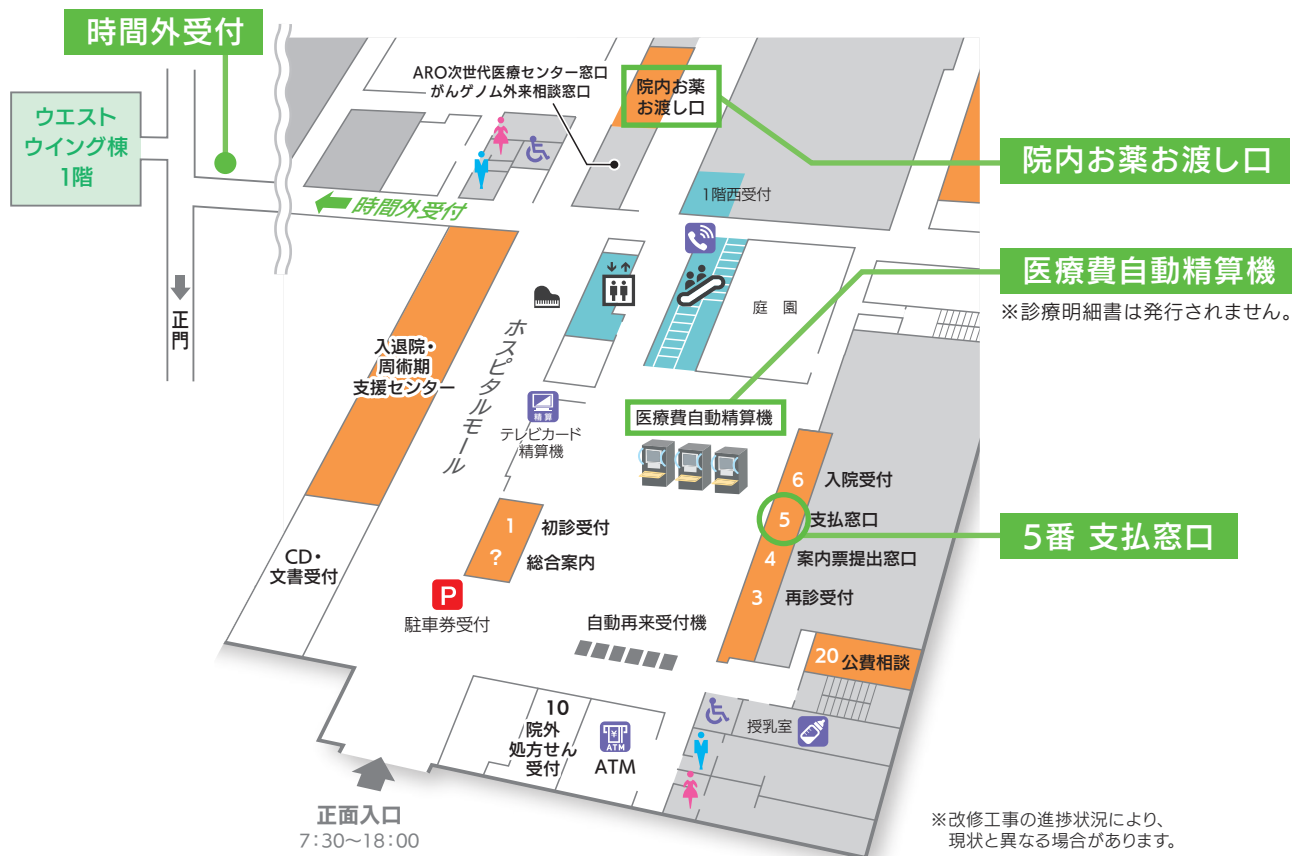 時間外受付
ウエスト
ウイング棟
1階
正門
ARO次世代医療センター窓口
がんゲノム外来相談窓口
院内お薬
お渡し口
院内お薬お渡し口
1階西受付
時間外受付
医療費自動精算機
※診療明細書は発行されません。
庭 園
入退院・
周術期
支援センター
ホスピタルモール
精算
テレビカード
精算機
医療費自動精算機
6 入院受付
5 支払窓口
5番 支払窓口
4 案内票提出窓口
3 再診受付
1 初診受付
? 総合案内
CD・
文書受付
P
駐車券受付
自動再来受付機
20 公費相談
10
院外
処方せん
受付
ATM
ATM
授乳室
正面入口
7:30〜18:00
※改修工事の進捗状況により、
現状と異なる場合があります。